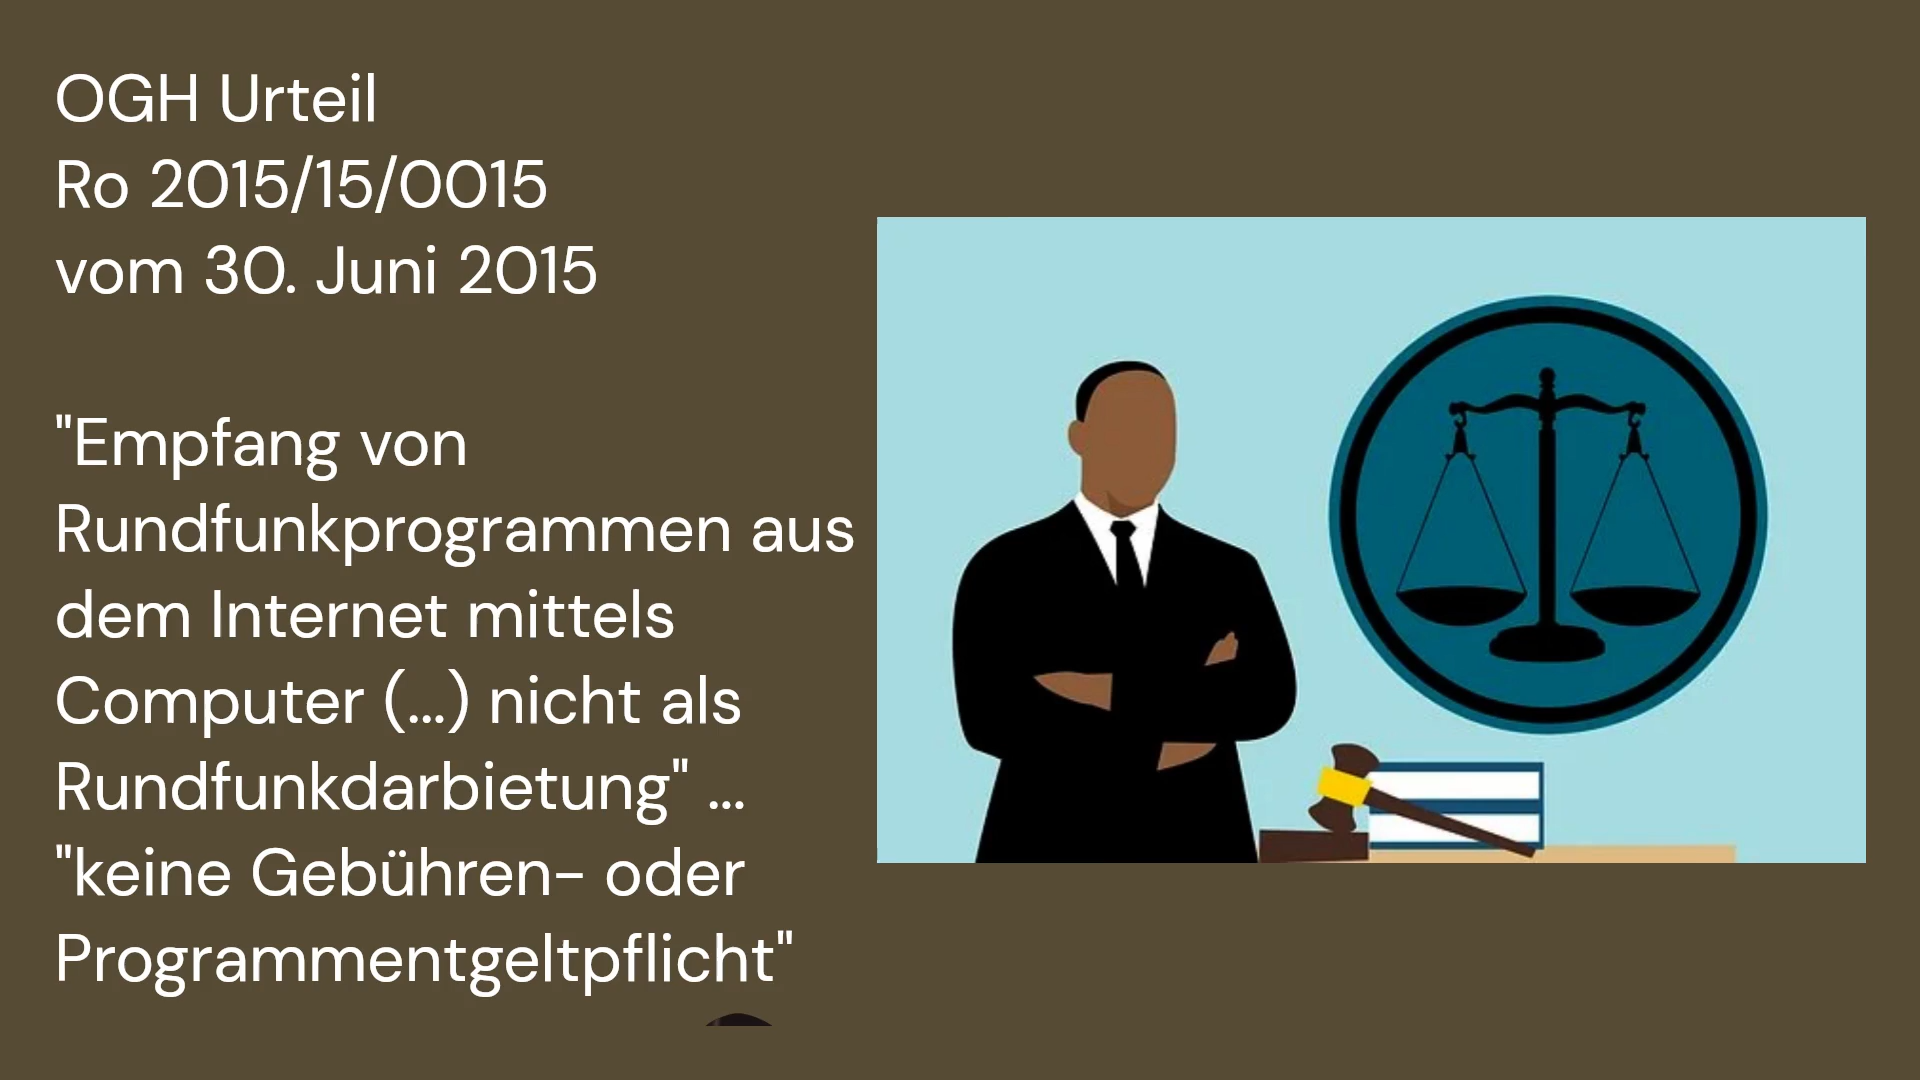 OGH Urteil
Ro 2015/15/0015
vom 30. Juni 2015
"Empfang von
Rundfunkprogrammen aus
dem Internet mittels
Computer (...) nicht als
Rundfunkdarbietung" ...
"keine Gebühren- oder
Programmentgeltpflicht"